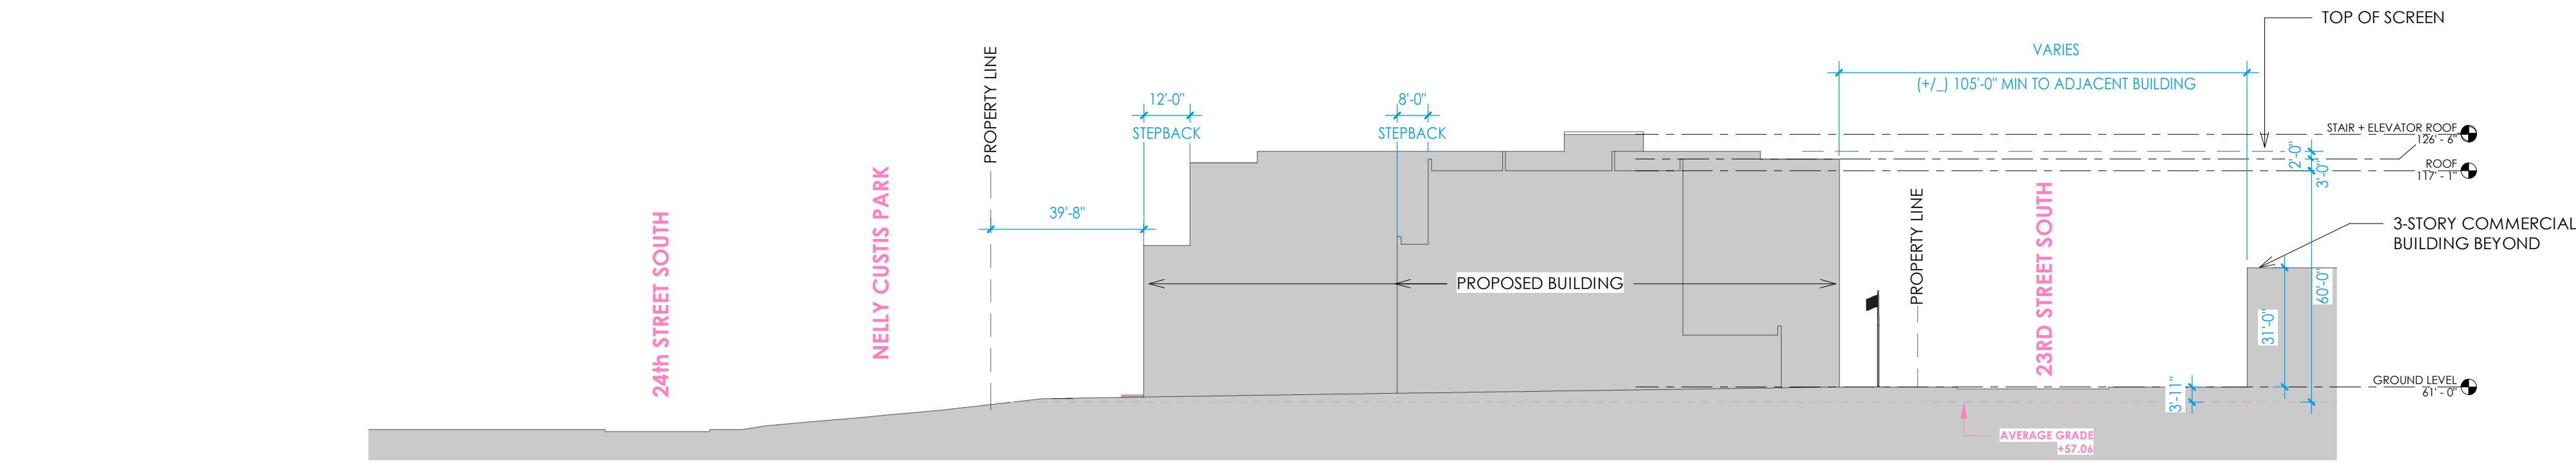 TOP OF SCREEN
PROPERTY LINE
VARIES
(+/_) 105'-0" MIN TO ADJACENT BUILDING
12'-0"
STEPBACK
8'-0"
STEPBACK
STAIR + ELEVATOR ROOF
126' - 6"
2'-0"
ROOF
117' - 1"
3'-0"
24th STREET SOUTH
NELLY CUSTIS PARK
39'-8"
PROPERTY LINE
23RD STREET SOUTH
3-STORY COMMERCIAL
BUILDING BEYOND
PROPOSED BUILDING
60'-0"
31'-0"
GROUND LEVEL
61' - 0"
3'-11"
AVERAGE GRADE
+57.06